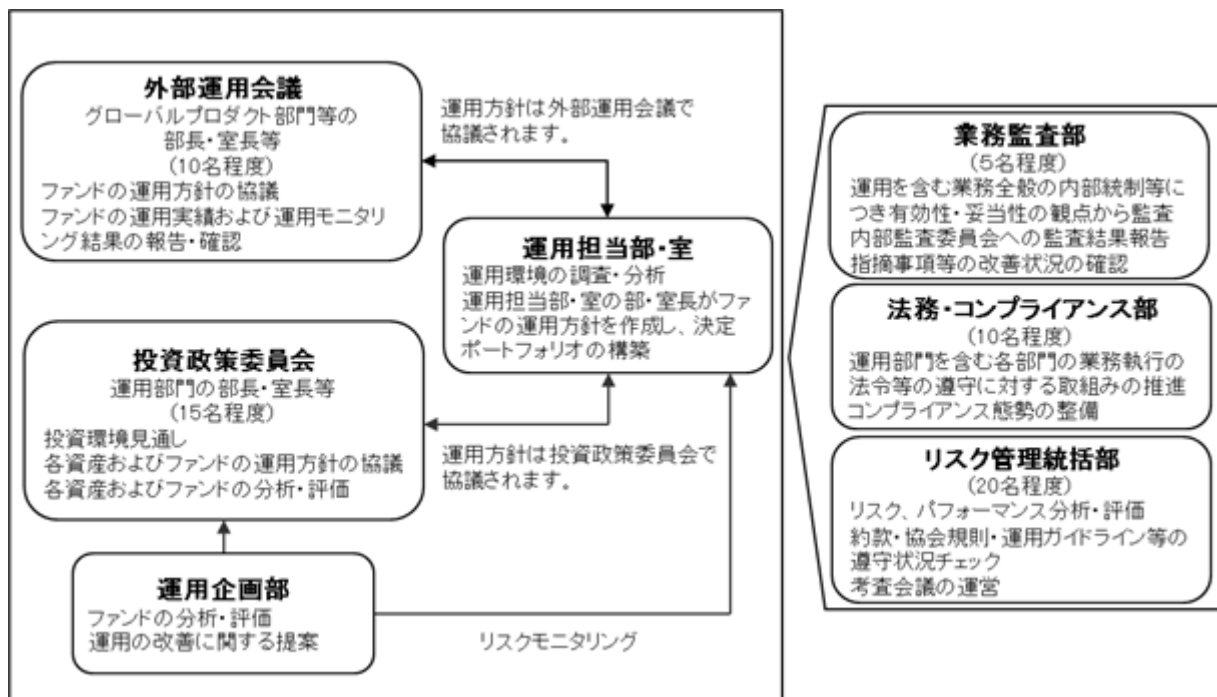 外部運用会議
グローバルプロダクト部門等の
部長・室長等
(10名程度)
ファンドの運用方針の協議
ファンドの運用実績および運用モニタリ
ング結果の報告・確認
運用方針は外部運用会議で
協議されます。
運用担当部・室
運用環境の調査・分析
運用担当部・室の部・室長がファ
ンドの運用方針を作成し、決定
ポートフォリオの構築
投資政策委員会
運用部門の部長・室長等
(15名程度)
投資環境見通し
各資産およびファンドの運用方針の協議
各資産およびファンドの分析・評価
運用方針は投資政策委員会で
協議されます。
運用企画部
ファンドの分析・評価
運用の改善に関する提案
リスクモニタリング
業務監査部
(5名程度)
運用を含む業務全般の内部統制等に
つき有効性・妥当性の観点から監査
内部監査委員会への監査結果報告
指摘事項等の改善状況の確認
法務・コンプライアンス部
(10名程度)
運用部門を含む各部門の業務執行の
法令等の遵守に対する取組みの推進
コンプライアンス態勢の整備
リスク管理統括部
(20名程度)
リスク、パフォーマンス分析・評価
約款・協会規則・運用ガイドライン等の
遵守状況チェック
考査会議の運営